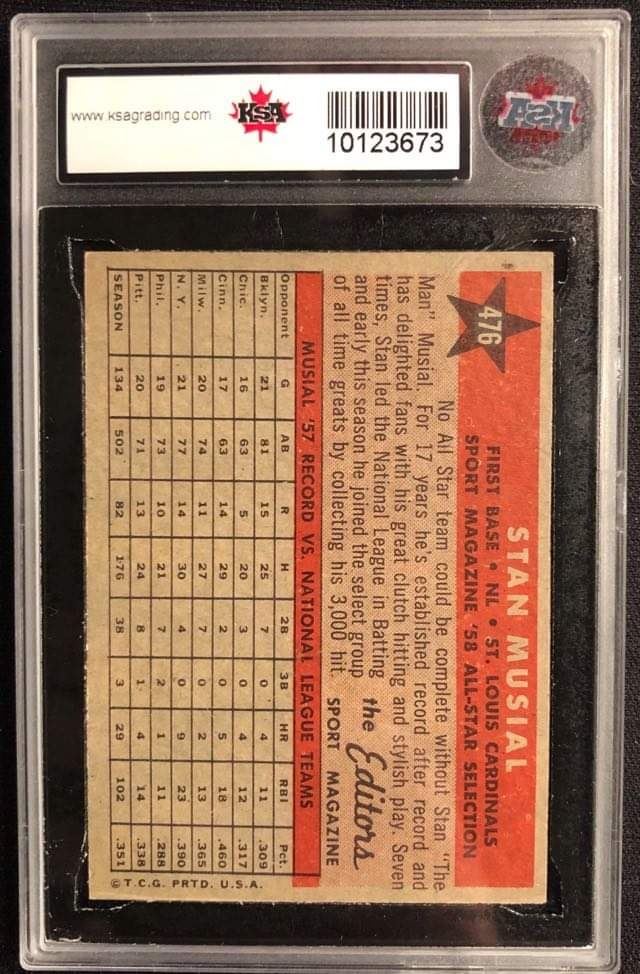 www.ksagrading.com
KSA
10123673
KSA
476
STAN MUSIAL
FIRST BASE • NL • ST. LOUIS CARDINALS
SPORT MAGAZINE '58 ALL-STAR SELECTION
No All Star team could be complete without Stan "The
Man" Musial. For 17 years he's established record after record and
has delighted fans with his great clutch hitting and stylish play. Seven
times, Stan led the National League in Batting
and early this season he joined the select group
of all time greats by collecting his 3,000 hit.
the Editors
SPORT MAGAZINE
MUSIAL '57 RECORD VS. NATIONAL LEAGUE TEAMS
Opponent G AB R H 2B 3B HR RBI Pct.
Bklyn. 21 81 15 25 7 0 4 11 .309
Chic. 16 63 5 20 3 0 4 12 .317
Cinn. 17 63 14 29 2 0 5 18 .460
Milw. 20 74 11 27 7 0 2 13 .365
N. Y. 21 77 14 30 4 0 9 23 .390
Phil. 19 73 10 21 7 2 1 11 .288
Pitt. 20 71 13 24 8 1 4 14 .338
SEASON 134 502 82 176 38 3 29 102 .351
© T.C.G. PRTD. U.S.A.